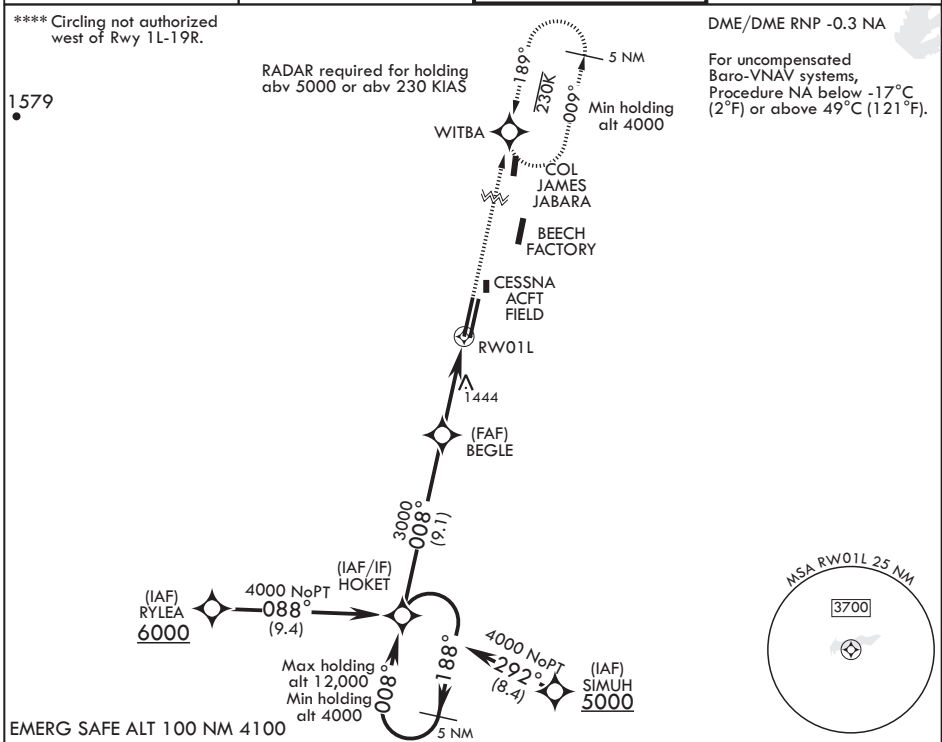 **** Circling not authorized
west of Rwy 1L-19R.
DME/DME RNP -0.3 NA
For uncompensated
Baro-VNAV systems,
Procedure NA below -17°C
(2°F) or above 49°C (121°F).
RADAR required for holding
abv 5000 or abv 230 KIAS
1579
189°
230K
009°
5 NM
Min holding
alt 4000
WITBA
COL
JAMES
JABARA
BEECH
FACTORY
CESSNA
ACFT
FIELD
RW01L
1444
(FAF)
BEGLE
3000
008°
(9.1)
(IAF/IF)
HOKET
(IAF)
RYLEA
6000
4000 NoPT
088°
(9.4)
Max holding
alt 12,000
Min holding
alt 4000
008°
188°
5 NM
4000 NoPT
292°
(8.4)
(IAF)
SIMUH
5000
MSA RW01L 25 NM
3700
EMERG SAFE ALT 100 NM 4100